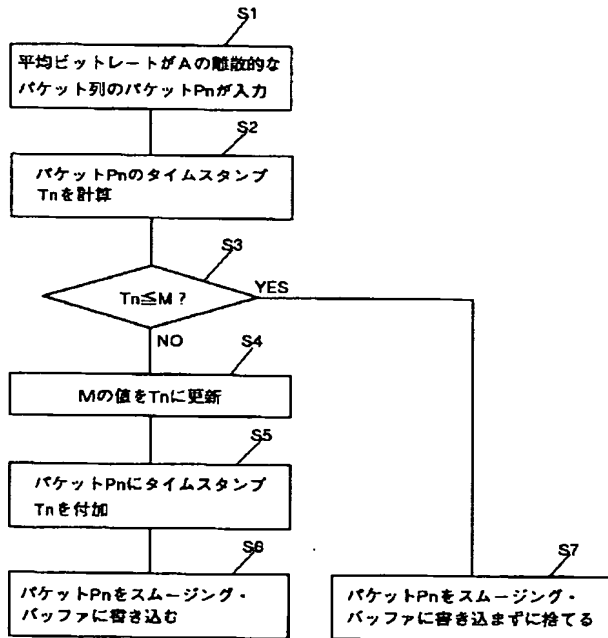 S1
平均ビットレートがAの離散的な
パケット列のパケットPnが入力
S2
パケットPnのタイムスタンプ
Tnを計算
S3
Tn≦M？
YES
NO
S4
Mの値をTnに更新
S5
パケットPnにタイムスタンプ
Tnを付加
S6
パケットPnをスムージング・
バッファに書き込む
S7
パケットPnをスムージング・
バッファに書き込まずに捨てる